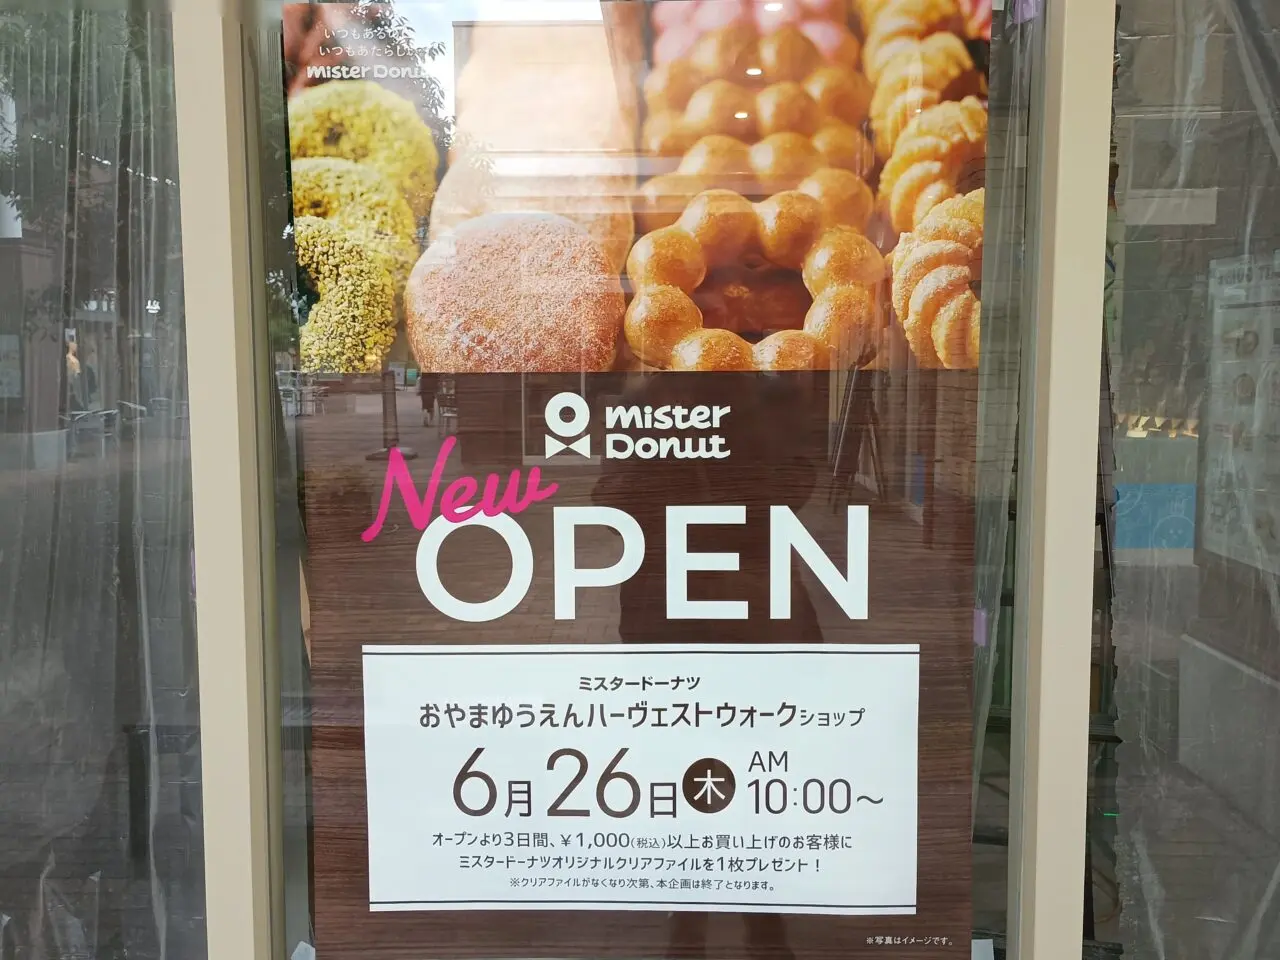 いつもある。
いつもあたらしい。
mister Donut
mister
Donut
New
OPEN
ミスタードーナツ
おやまゆうえんハーヴェストウォークショップ
6月26日 木 AM 10:00～
オープンより3日間、￥1,000(税込)以上お買い上げのお客様に
ミスタードーナツオリジナルクリアファイルを1枚プレゼント！
※クリアファイルがなくなり次第、本企画は終了となります。
※写真はイメージです。